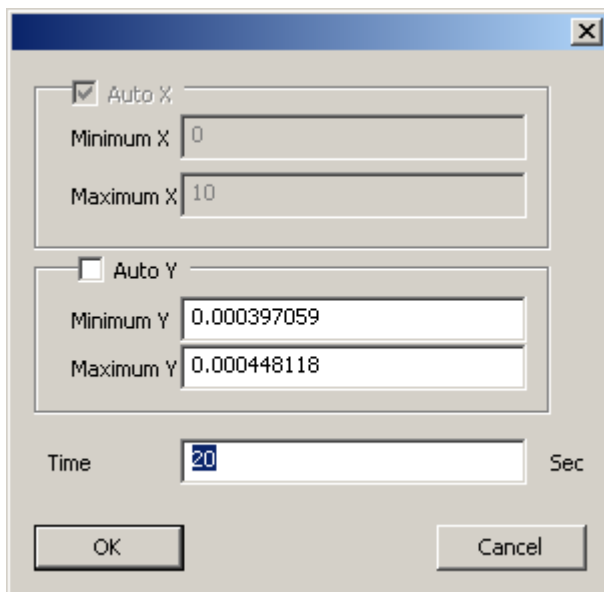 Auto X
Minimum X 0
Maximum X 10
Auto Y
Minimum Y 0.000397059
Maximum Y 0.000448118
Time 20 Sec
OK Cancel